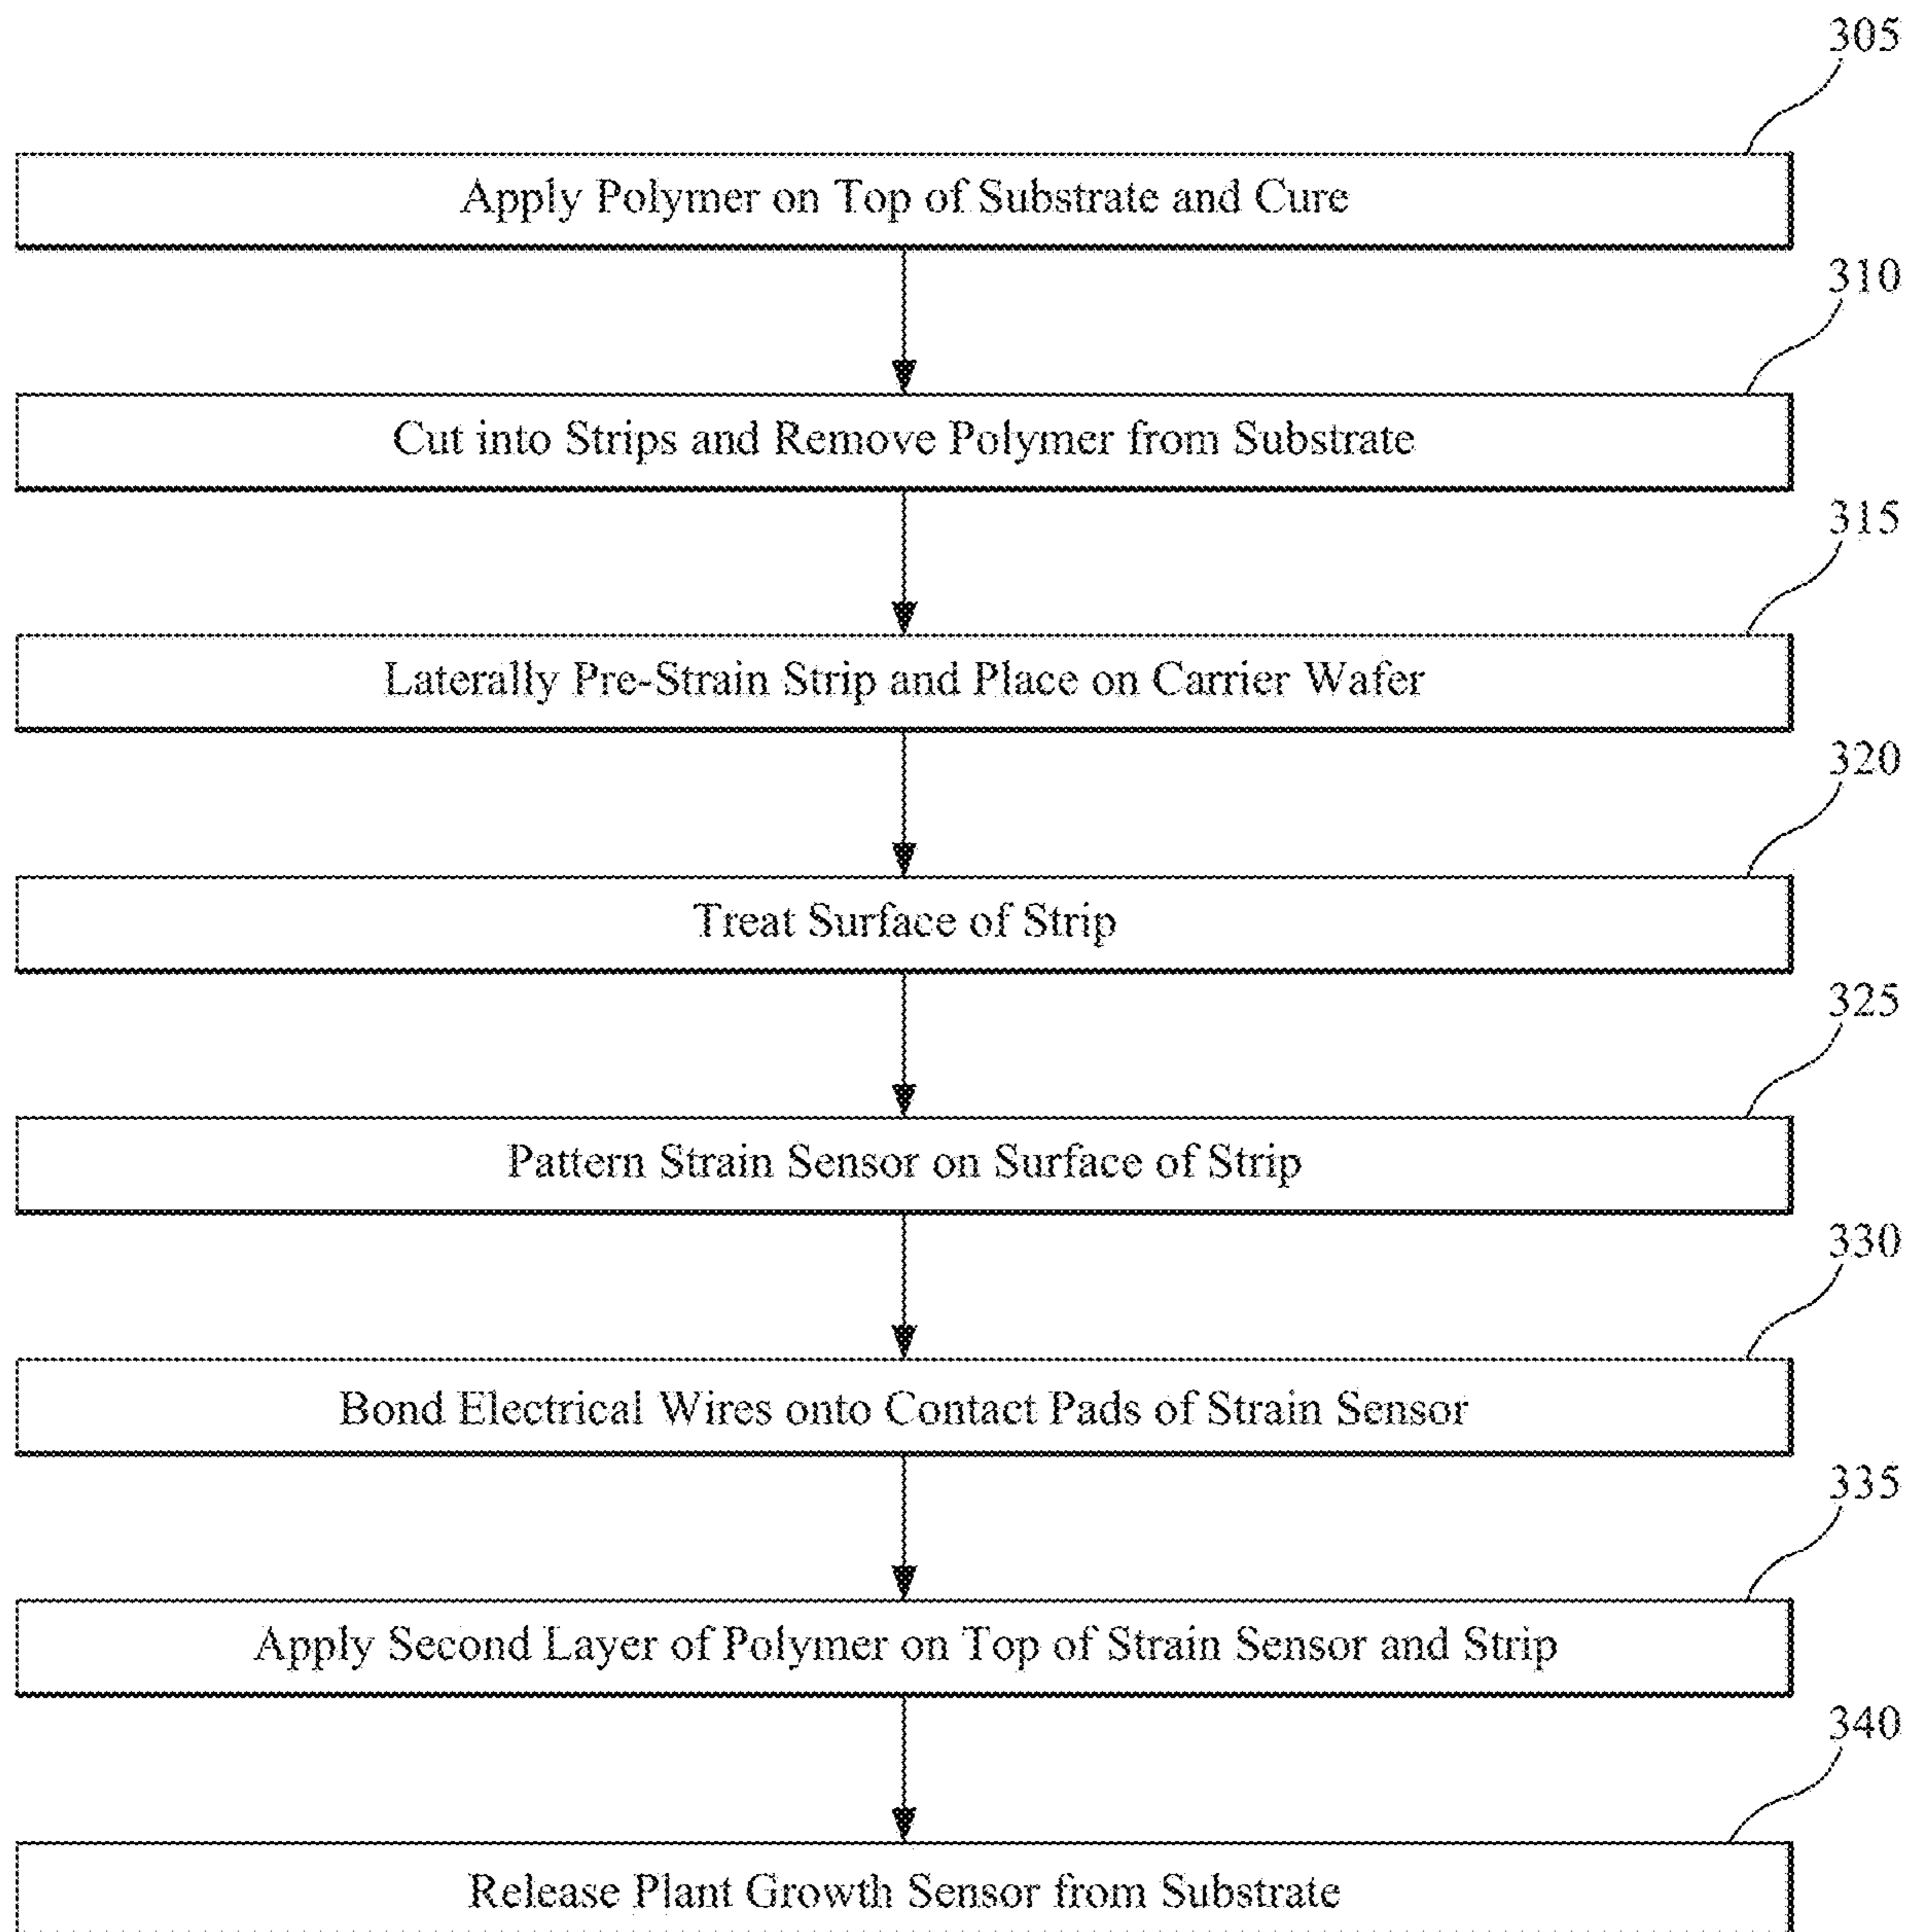 305
Apply Polymer on Top of Substrate and Cure
310
Cut into Strips and Remove Polymer from Substrate
315
Laterally Pre-Strain Strip and Place on Carrier Wafer
320
Treat Surface of Strip
325
Pattern Strain Sensor on Surface of Strip
330
Bond Electrical Wires onto Contact Pads of Strain Sensor
335
Apply Second Layer of Polymer on Top of Strain Sensor and Strip
340
Release Plant Growth Sensor from Substrate